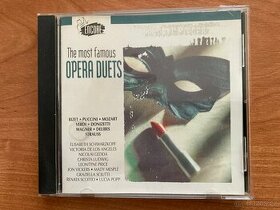 ENCORE
The most famous
OPERA DUETS
BIZET • PUCCINI • MOZART
VERDI • DONIZETTI
WAGNER • DELIBES
STRAUSS
ELISABETH SCHWARZKOPF
VICTORIA DE LOS ANGELES
NICOLAI GEDDA
CHRISTA LUDWIG
LEONTYNE PRICE
JON VICKERS • MADY MESPLÉ
GRAZIELLA SCIUTTI
RENATA SCOTTO • LUCIA POPP